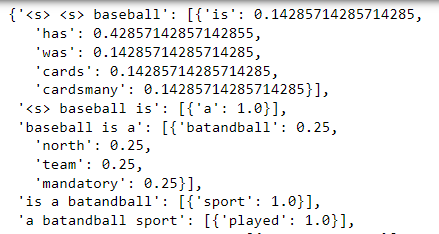 {'<s> <s> baseball': [{'is': 0.14285714285714285,
'has': 0.42857142857142855,
'was': 0.14285714285714285,
'cards': 0.14285714285714285,
'cardsmany': 0.14285714285714285}],
'<s> baseball is': [{'a': 1.0}],
'baseball is a': [{'batandball': 0.25,
'north': 0.25,
'team': 0.25,
'mandatory': 0.25}],
'is a batandball': [{'sport': 1.0}],
'a batandball sport': [{'played': 1.0}],